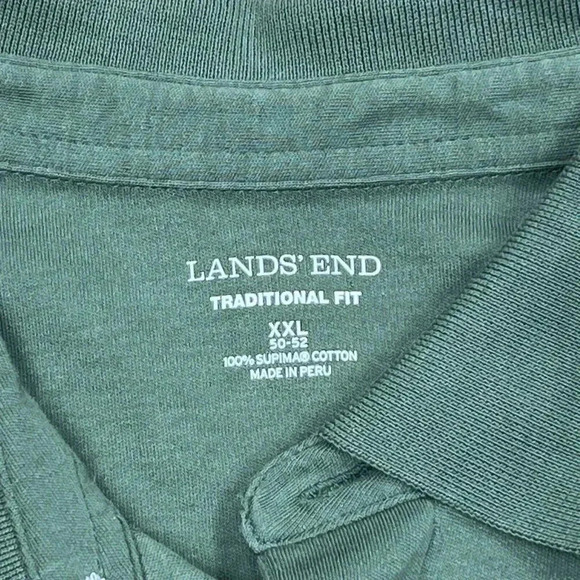 LANDS' END
TRADITIONAL FIT
XXL
50-52
100% SUPIMA® COTTON
MADE IN PERU